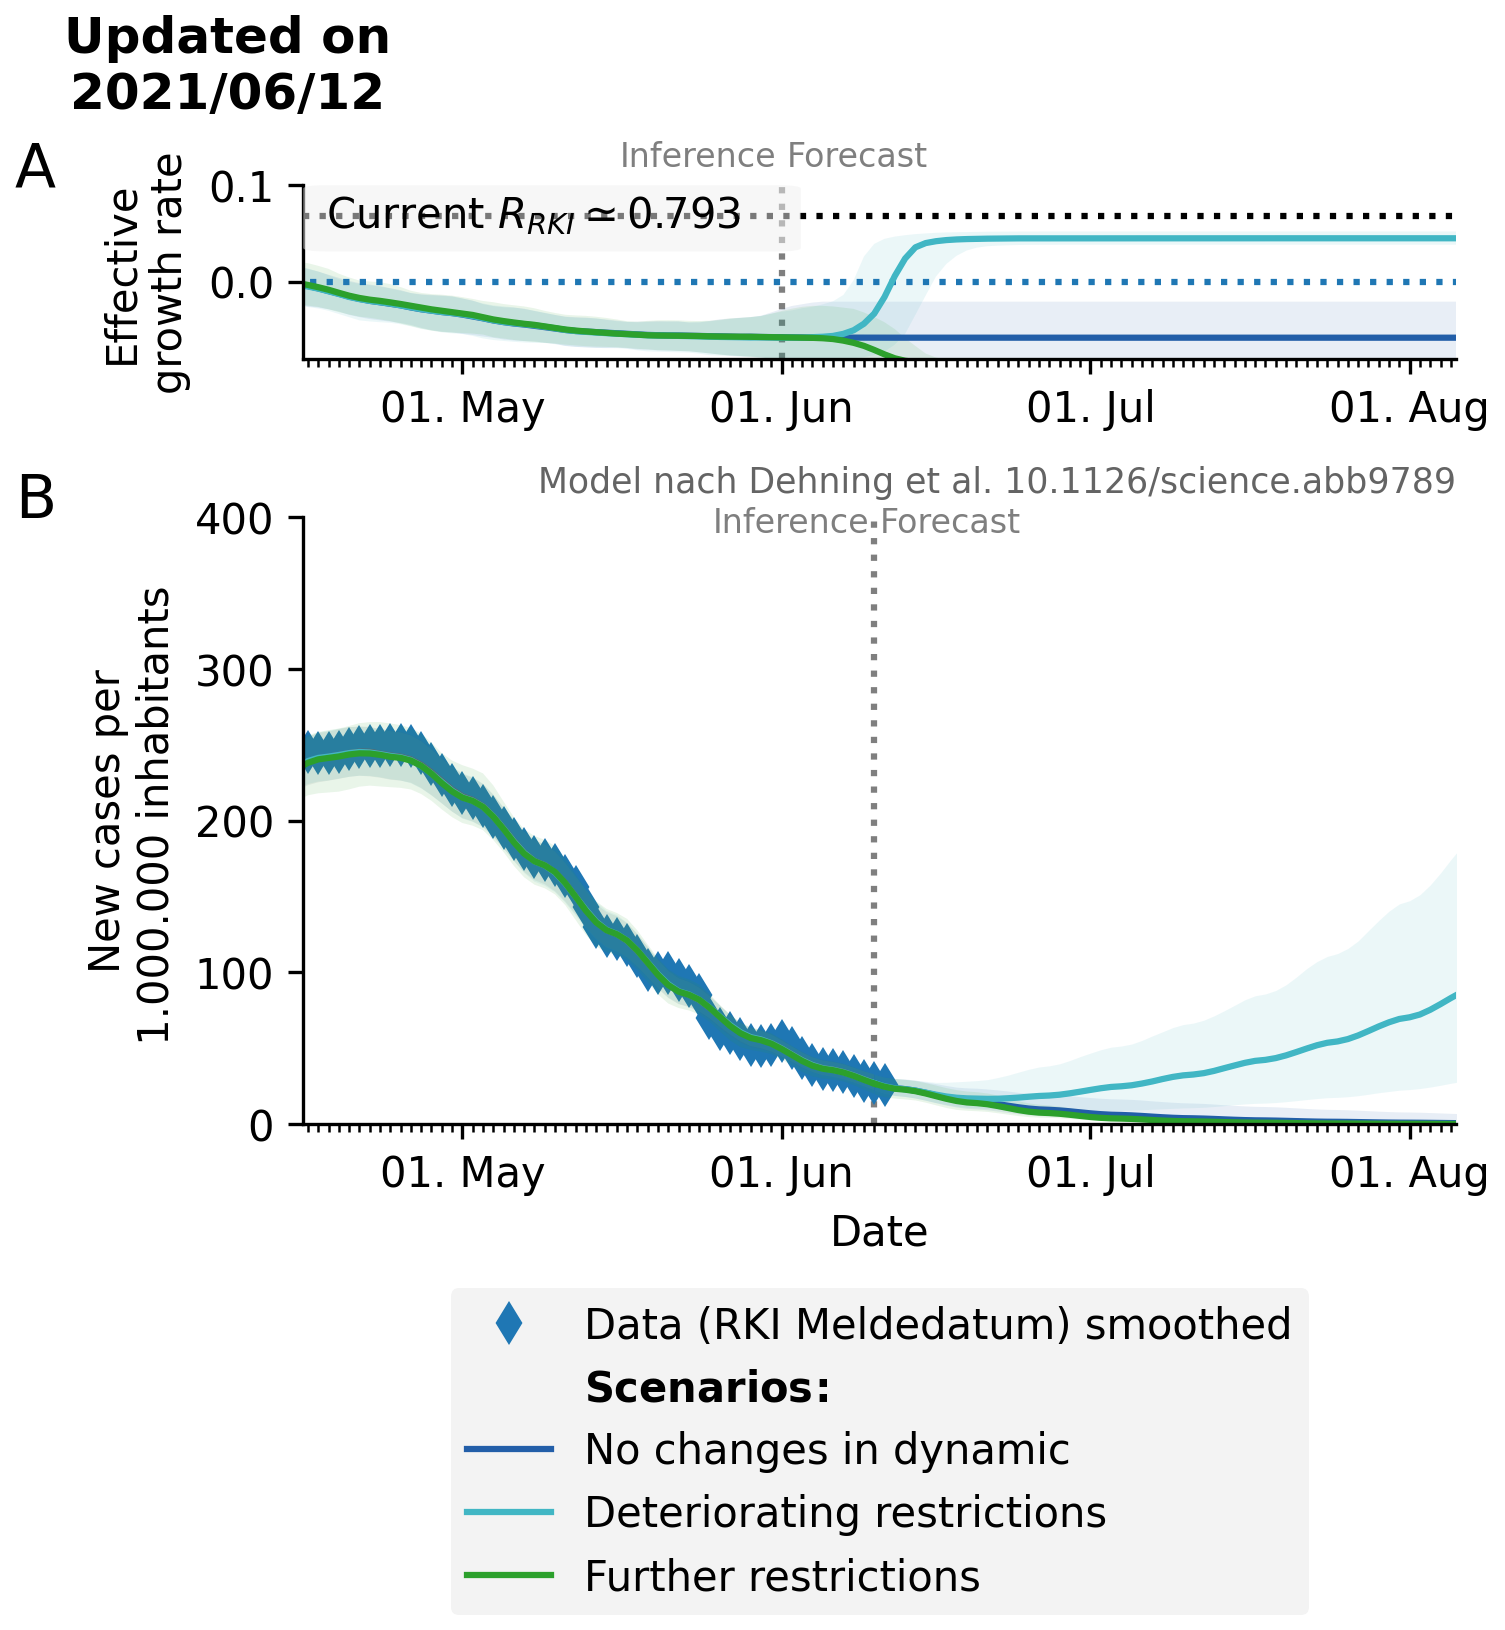 Updated on
2021/06/12
A
Inference Forecast
Effective
growth rate
0.1
0.0
Current R_RKI ≃ 0.793
01. May 01. Jun 01. Jul 01. Aug
B
Model nach Dehning et al. 10.1126/science.abb9789
Inference Forecast
New cases per
1.000.000 inhabitants
400
300
200
100
0
01. May 01. Jun 01. Jul 01. Aug
Date
Data (RKI Meldedatum) smoothed
Scenarios:
No changes in dynamic
Deteriorating restrictions
Further restrictions